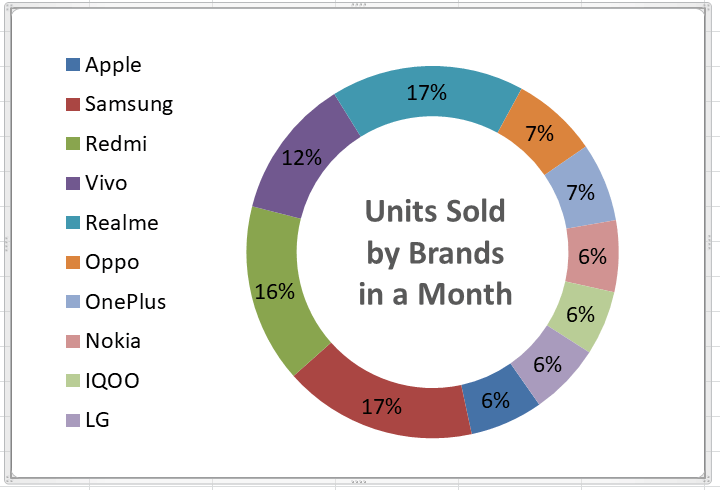 Apple
Samsung
Redmi
Vivo
Realme
Oppo
OnePlus
Nokia
IQOO
LG
17%
7%
7%
6%
6%
6%
6%
17%
16%
12%
Units Sold
by Brands
in a Month